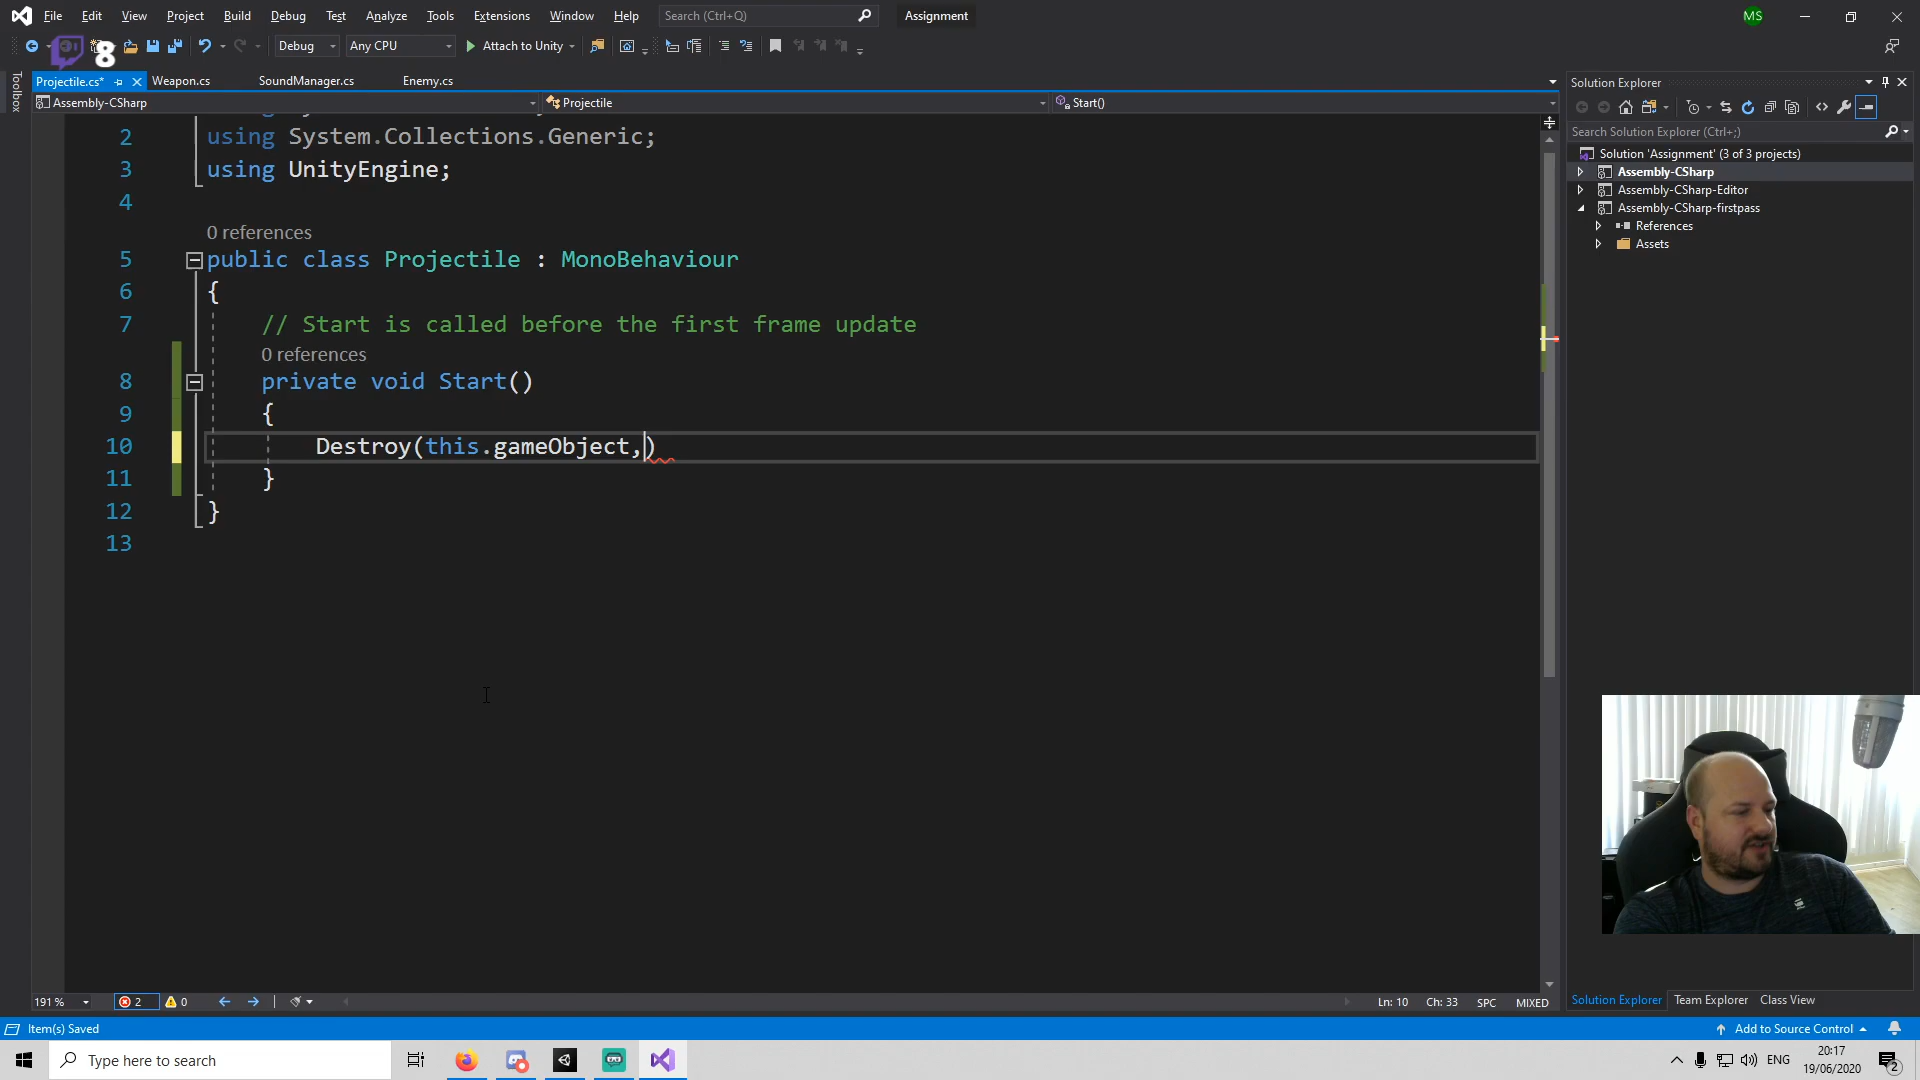 File Edit View Project Build Debug Test Analyze Tools Extensions Window Help Search (Ctrl+Q) Assignment MS
8 Debug Any CPU Attach to Unity
Projectile.cs* Weapon.cs SoundManager.cs Enemy.cs
Assembly-CSharp Projectile Start()
Toolbox
2 using System.Collections.Generic;
3 using UnityEngine;
4
0 references
5 public class Projectile : MonoBehaviour
6 {
7 // Start is called before the first frame update
0 references
8 private void Start()
9 {
10 Destroy(this.gameObject,)
11 }
12 }
13
191 % 2 0 Ln: 10 Ch: 33 SPC MIXED
Solution Explorer
Search Solution Explorer (Ctrl+;)
Solution 'Assignment' (3 of 3 projects)
Assembly-CSharp
Assembly-CSharp-Editor
Assembly-CSharp-firstpass
References
Assets
Solution Explorer Team Explorer Class View
Item(s) Saved Add to Source Control
Type here to search ENG 20:17
19/06/2020 2